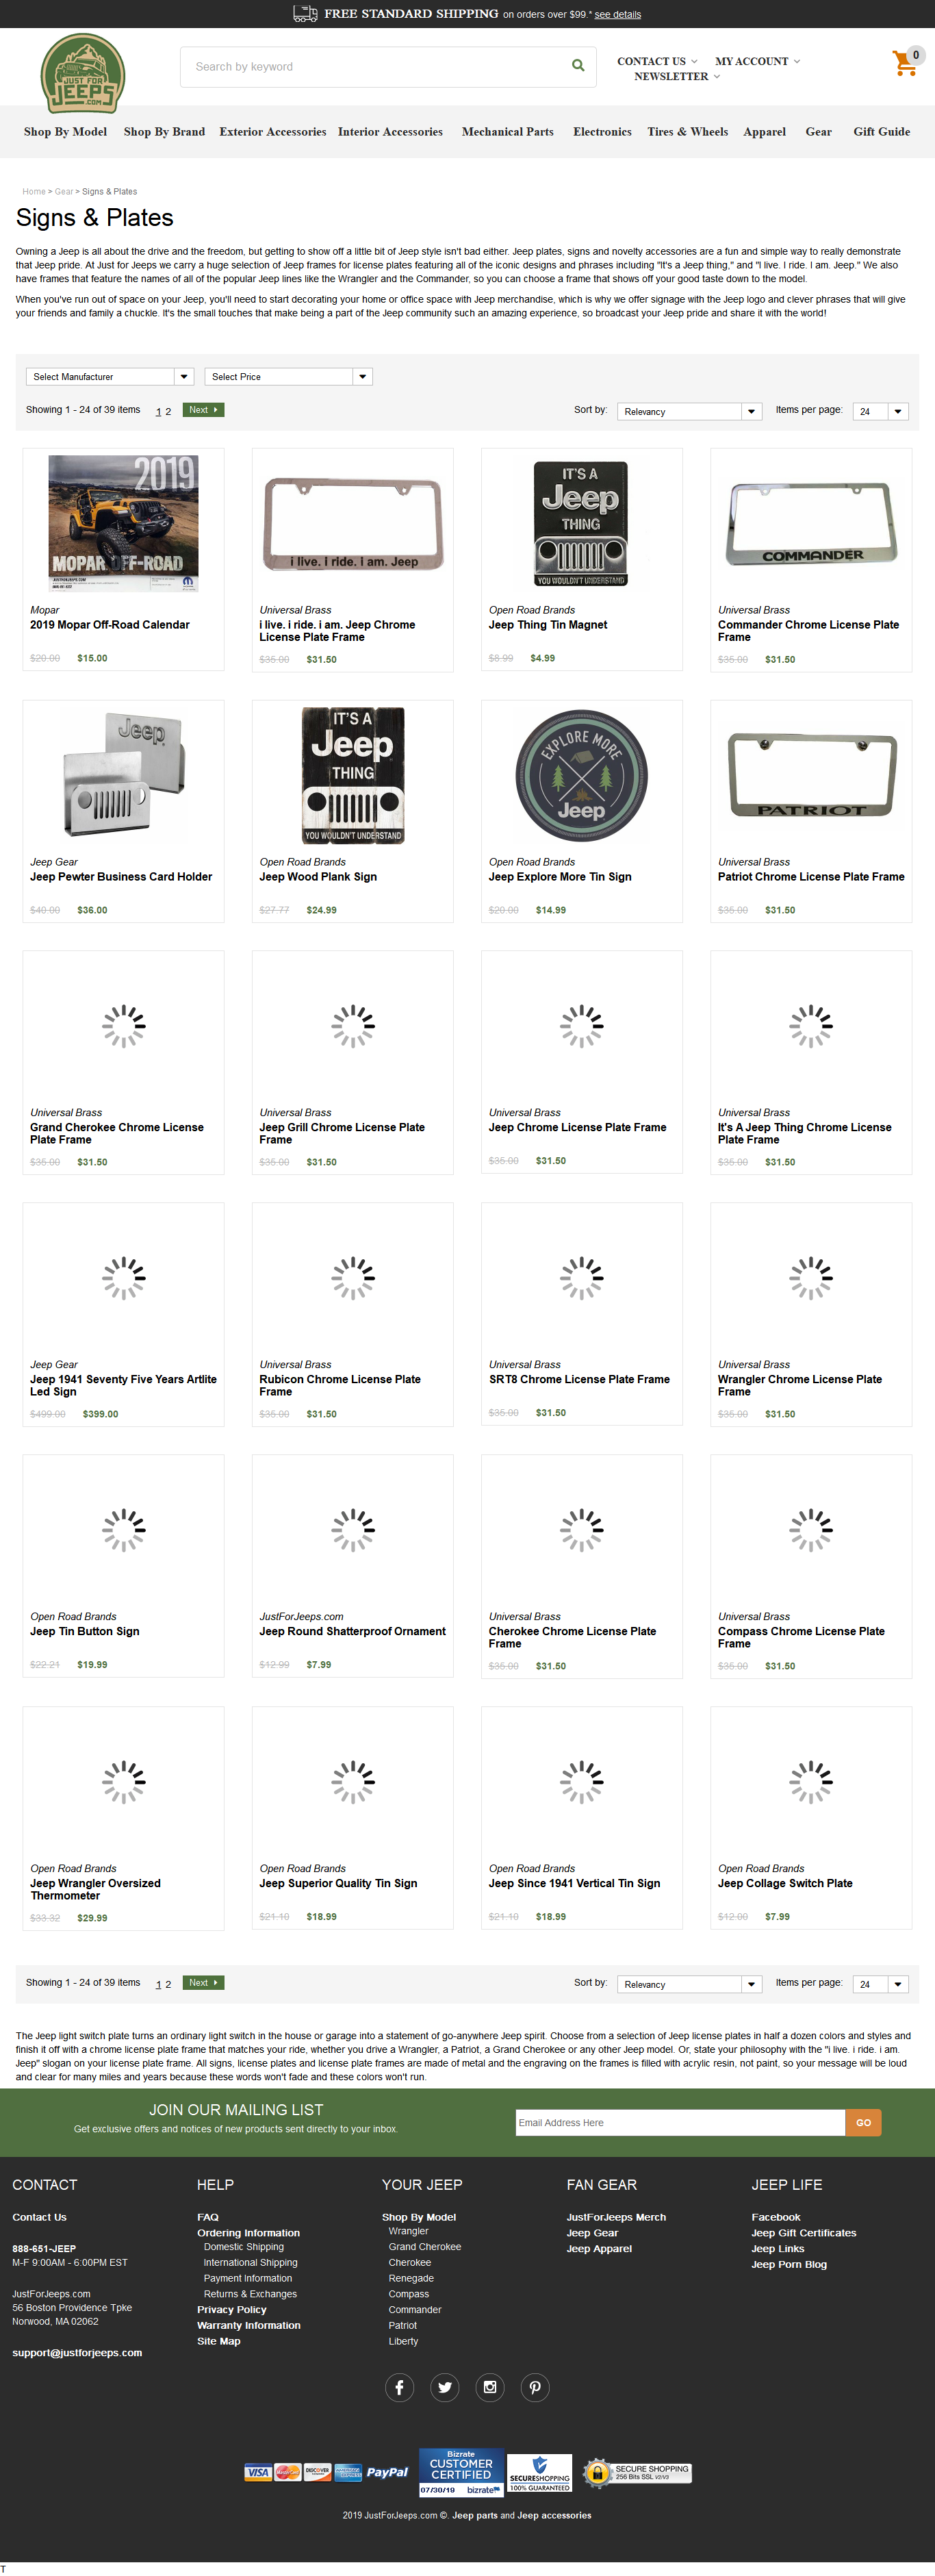 FREE STANDARD SHIPPING on orders over $99.* see details
JUST FOR
JEEPS
.COM
Search by keyword
CONTACT US
MY ACCOUNT
NEWSLETTER
0
Shop By Model
Shop By Brand
Exterior Accessories
Interior Accessories
Mechanical Parts
Electronics
Tires & Wheels
Apparel
Gear
Gift Guide
Home > Gear > Signs & Plates
Signs & Plates
Owning a Jeep is all about the drive and the freedom, but getting to show off a little bit of Jeep style isn't bad either. Jeep plates, signs and novelty accessories are a fun and simple way to really demonstrate
that Jeep pride. At Just for Jeeps we carry a huge selection of Jeep frames for license plates featuring all of the iconic designs and phrases including "It's a Jeep thing," and "I live. I ride. I am. Jeep." We also
have frames that feature the names of all of the popular Jeep lines like the Wrangler and the Commander, so you can choose a frame that shows off your good taste down to the model.
When you've run out of space on your Jeep, you'll need to start decorating your home or office space with Jeep merchandise, which is why we offer signage with the Jeep logo and clever phrases that will give
your friends and family a chuckle. It's the small touches that make being a part of the Jeep community such an amazing experience, so broadcast your Jeep pride and share it with the world!
Select Manufacturer
Select Price
Showing 1 - 24 of 39 items
1 2
Next
Sort by:
Relevancy
Items per page:
24
2019
MOPAR OFF-ROAD
JUSTFORJEEPS.COM
Mopar
2019 Mopar Off-Road Calendar
$20.00 $15.00
i live. i ride. i am. Jeep
Universal Brass
i live. i ride. i am. Jeep Chrome
License Plate Frame
$35.00 $31.50
IT'S A
Jeep
THING
YOU WOULDN'T UNDERSTAND
Open Road Brands
Jeep Thing Tin Magnet
$8.99 $4.99
COMMANDER
Universal Brass
Commander Chrome License Plate
Frame
$35.00 $31.50
Jeep
Jeep Gear
Jeep Pewter Business Card Holder
$40.00 $36.00
IT'S A
Jeep
THING
YOU WOULDN'T UNDERSTAND
Open Road Brands
Jeep Wood Plank Sign
$27.77 $24.99
EXPLORE MORE
Jeep
Open Road Brands
Jeep Explore More Tin Sign
$20.00 $14.99
PATRIOT
Universal Brass
Patriot Chrome License Plate Frame
$35.00 $31.50
Universal Brass
Grand Cherokee Chrome License
Plate Frame
$35.00 $31.50
Universal Brass
Jeep Grill Chrome License Plate
Frame
$35.00 $31.50
Universal Brass
Jeep Chrome License Plate Frame
$35.00 $31.50
Universal Brass
It's A Jeep Thing Chrome License
Plate Frame
$35.00 $31.50
Jeep Gear
Jeep 1941 Seventy Five Years Artlite
Led Sign
$499.00 $399.00
Universal Brass
Rubicon Chrome License Plate
Frame
$35.00 $31.50
Universal Brass
SRT8 Chrome License Plate Frame
$35.00 $31.50
Universal Brass
Wrangler Chrome License Plate
Frame
$35.00 $31.50
Open Road Brands
Jeep Tin Button Sign
$22.21 $19.99
JustForJeeps.com
Jeep Round Shatterproof Ornament
$12.99 $7.99
Universal Brass
Cherokee Chrome License Plate
Frame
$35.00 $31.50
Universal Brass
Compass Chrome License Plate
Frame
$35.00 $31.50
Open Road Brands
Jeep Wrangler Oversized
Thermometer
$33.32 $29.99
Open Road Brands
Jeep Superior Quality Tin Sign
$21.10 $18.99
Open Road Brands
Jeep Since 1941 Vertical Tin Sign
$21.10 $18.99
Open Road Brands
Jeep Collage Switch Plate
$12.00 $7.99
Showing 1 - 24 of 39 items
1 2
Next
Sort by:
Relevancy
Items per page:
24
The Jeep light switch plate turns an ordinary light switch in the house or garage into a statement of go-anywhere Jeep spirit. Choose from a selection of Jeep license plates in half a dozen colors and styles and
finish it off with a chrome license plate frame that matches your ride, whether you drive a Wrangler, a Patriot, a Grand Cherokee or any other Jeep model. Or, state your philosophy with the "i live. i ride. i am.
Jeep" slogan on your license plate frame. All signs, license plates and license plate frames are made of metal and the engraving on the frames is filled with acrylic resin, not paint, so your message will be loud
and clear for many miles and years because these words won't fade and these colors won't run.
JOIN OUR MAILING LIST
Get exclusive offers and notices of new products sent directly to your inbox.
Email Address Here
GO
CONTACT
Contact Us
888-651-JEEP
M-F 9:00AM - 6:00PM EST
JustForJeeps.com
56 Boston Providence Tpke
Norwood, MA 02062
support@justforjeeps.com
HELP
FAQ
Ordering Information
Domestic Shipping
International Shipping
Payment Information
Returns & Exchanges
Privacy Policy
Warranty Information
Site Map
YOUR JEEP
Shop By Model
Wrangler
Grand Cherokee
Cherokee
Renegade
Compass
Commander
Patriot
Liberty
FAN GEAR
JustForJeeps Merch
Jeep Gear
Jeep Apparel
JEEP LIFE
Facebook
Jeep Gift Certificates
Jeep Links
Jeep Porn Blog
VISA
MasterCard
DISCOVER
PayPal
Bizrate
CUSTOMER
CERTIFIED
07/30/19 bizrate
SECURESHOPPING
100% GUARANTEED
SECURE SHOPPING
256 Bits SSL
2019 JustForJeeps.com ©. Jeep parts and Jeep accessories
T